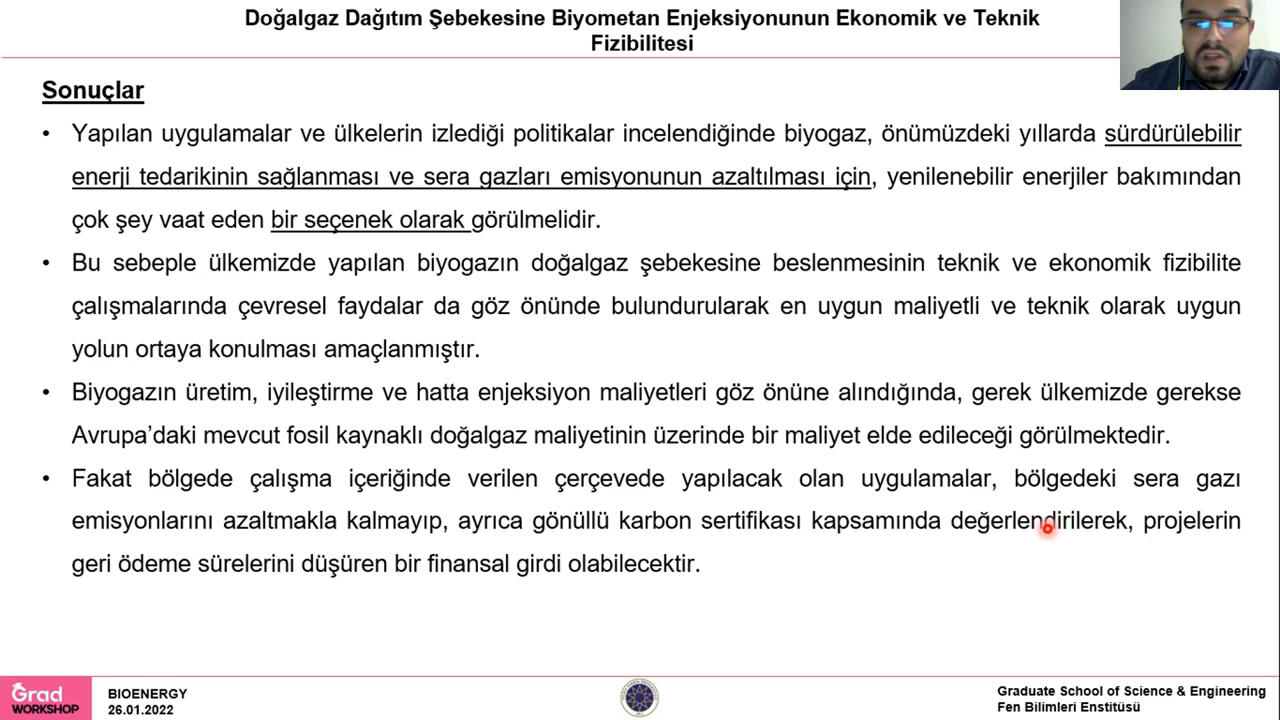 Doğalgaz Dağıtım Şebekesine Biyometan Enjeksiyonunun Ekonomik ve Teknik
Fizibilitesi
Sonuçlar
• Yapılan uygulamalar ve ülkelerin izlediği politikalar incelendiğinde biyogaz, önümüzdeki yıllarda sürdürülebilir
enerji tedarikinin sağlanması ve sera gazları emisyonunun azaltılması için, yenilenebilir enerjiler bakımından
çok şey vaat eden bir seçenek olarak görülmelidir.
• Bu sebeple ülkemizde yapılan biyogazın doğalgaz şebekesine beslenmesinin teknik ve ekonomik fizibilite
çalışmalarında çevresel faydalar da göz önünde bulundurularak en uygun maliyetli ve teknik olarak uygun
yolun ortaya konulması amaçlanmıştır.
• Biyogazın üretim, iyileştirme ve hatta enjeksiyon maliyetleri göz önüne alındığında, gerek ülkemizde gerekse
Avrupa’daki mevcut fosil kaynaklı doğalgaz maliyetinin üzerinde bir maliyet elde edileceği görülmektedir.
• Fakat bölgede çalışma içeriğinde verilen çerçevede yapılacak olan uygulamalar, bölgedeki sera gazı
emisyonlarını azaltmakla kalmayıp, ayrıca gönüllü karbon sertifikası kapsamında değerlendirilerek, projelerin
geri ödeme sürelerini düşüren bir finansal girdi olabilecektir.
Grad
WORKSHOP
BIOENERGY
26.01.2022
Graduate School of Science & Engineering
Fen Bilimleri Enstitüsü